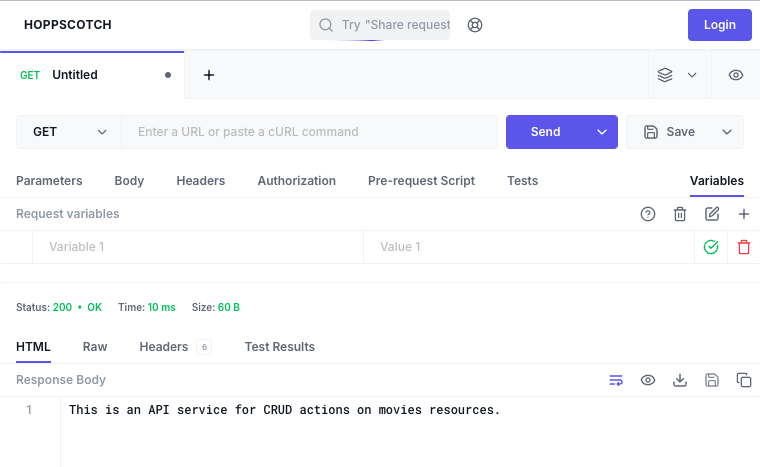 HOPPSCOTCH
Try "Share request
Login
GET Untitled
GET
Enter a URL or paste a cURL command
Send
Save
Parameters Body Headers Authorization Pre-request Script Tests Variables
Request variables
Variable 1 Value 1
Status: 200 • OK Time: 10 ms Size: 60 B
HTML Raw Headers 6 Test Results
Response Body
1 This is an API service for CRUD actions on movies resources.